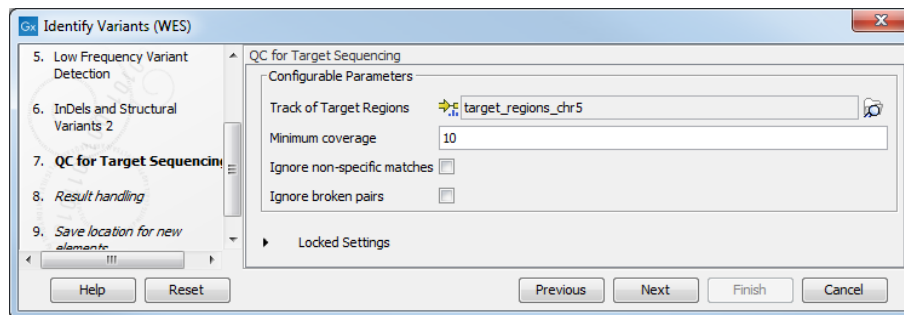 Gx Identify Variants (WES)
5. Low Frequency Variant
Detection
6. InDels and Structural
Variants 2
7. QC for Target Sequencing
8. Result handling
9. Save location for new
elements
QC for Target Sequencing
Configurable Parameters
Track of Target Regions target_regions_chr5
Minimum coverage 10
Ignore non-specific matches
Ignore broken pairs
Locked Settings
Help Reset Previous Next Finish Cancel